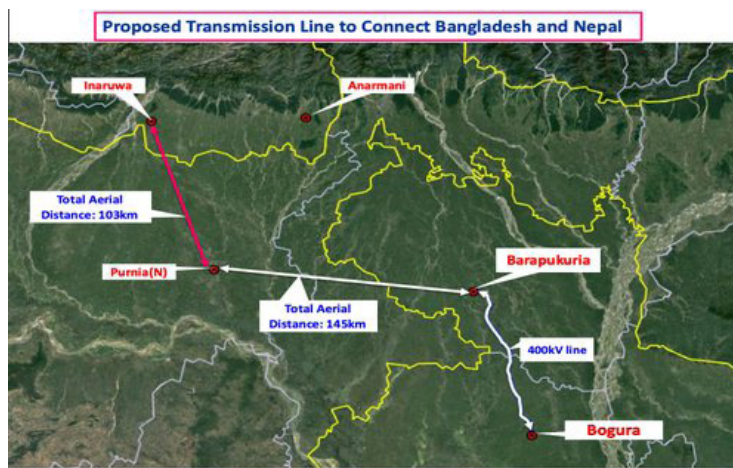 Proposed Transmission Line to Connect Bangladesh and Nepal
Inaruwa
Anarmani
Total Aerial
Distance: 103km
Purnia(N)
Barapukuria
Total Aerial
Distance: 145km
400kV line
Bogura